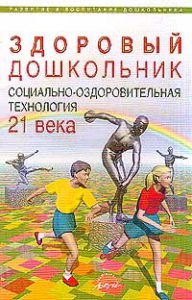 РАЗВИТИЕ И ВОСПИТАНИЕ ДОШКОЛЬНИКА
ЗДОРОВЫЙ
ДОШКОЛЬНИК
СОЦИАЛЬНО-ОЗДОРОВИТЕЛЬНАЯ
ТЕХНОЛОГИЯ
21 века